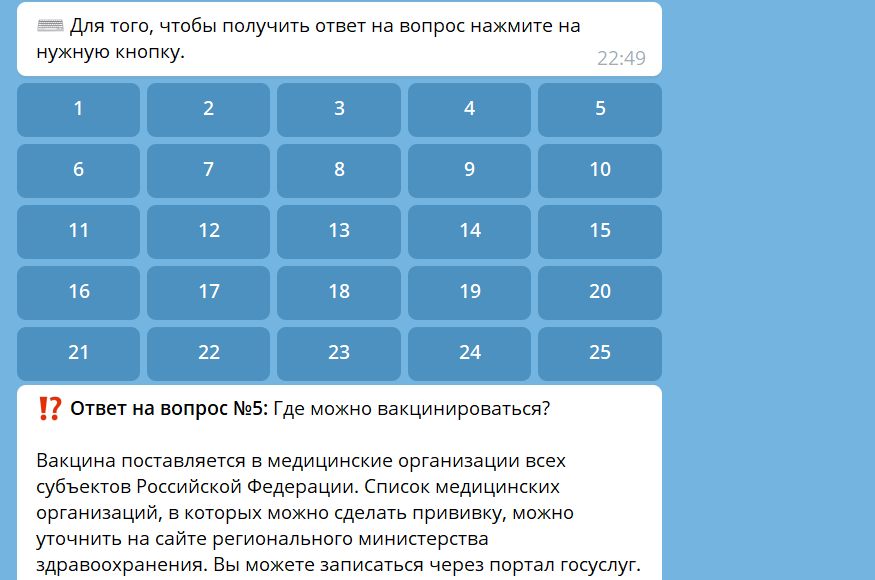 Для того, чтобы получить ответ на вопрос нажмите на
нужную кнопку.
22:49
1 2 3 4 5
6 7 8 9 10
11 12 13 14 15
16 17 18 19 20
21 22 23 24 25
⁉ Ответ на вопрос №5: Где можно вакцинироваться?
Вакцина поставляется в медицинские организации всех
субъектов Российской Федерации. Список медицинских
организаций, в которых можно сделать прививку, можно
уточнить на сайте регионального министерства
здравоохранения. Вы можете записаться через портал госуслуг.